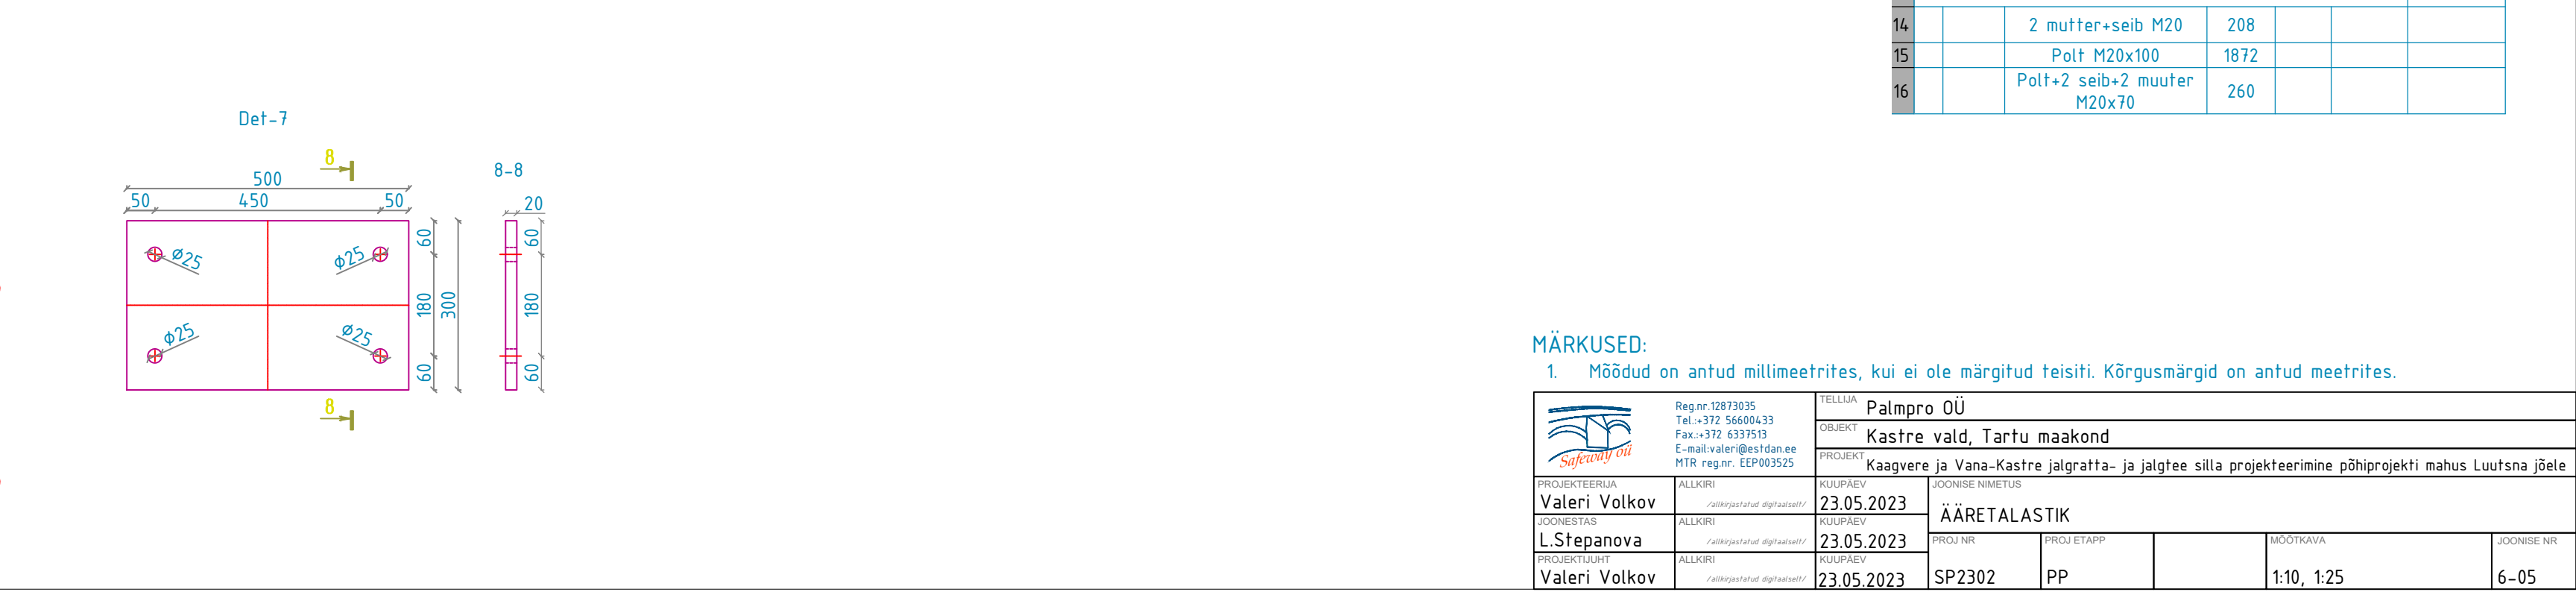 14 2 mutter+seib M20 208
15 Polt M20x100 1872
16 Polt+2 seib+2 muuter M20x70 260
Det-7
8
8-8
500
50 450 50
20
60
180
300
60
60
180
60
⌀25
⌀25
⌀25
⌀25
8
MÄRKUSED:
1. Mõõdud on antud millimeetrites, kui ei ole märgitud teisiti. Kõrgusmärgid on antud meetrites.
Safeway oü
Reg.nr.12873035
Tel.:+372 56600433
Fax.:+372 6337513
E-mail:valeri@estdan.ee
MTR reg.nr. EEP003525
TELLIJA Palmpro OÜ
OBJEKT Kastre vald, Tartu maakond
PROJEKT Kaagvere ja Vana-Kastre jalgratta- ja jalgtee silla projekteerimine põhiprojekti mahus Luutsna jõele
PROJEKTEERIJA ALLKIRI KUUPÄEV
Valeri Volkov /allkirjastatud digitaalselt/ 23.05.2023
JOONESTAS ALLKIRI KUUPÄEV
L.Stepanova /allkirjastatud digitaalselt/ 23.05.2023
PROJEKTIJUHT ALLKIRI KUUPÄEV
Valeri Volkov /allkirjastatud digitaalselt/ 23.05.2023
JOONISE NIMETUS
ÄÄRETALASTIK
PROJ NR PROJ ETAPP MÕÕTKAVA JOONISE NR
SP2302 PP 1:10, 1:25 6-05